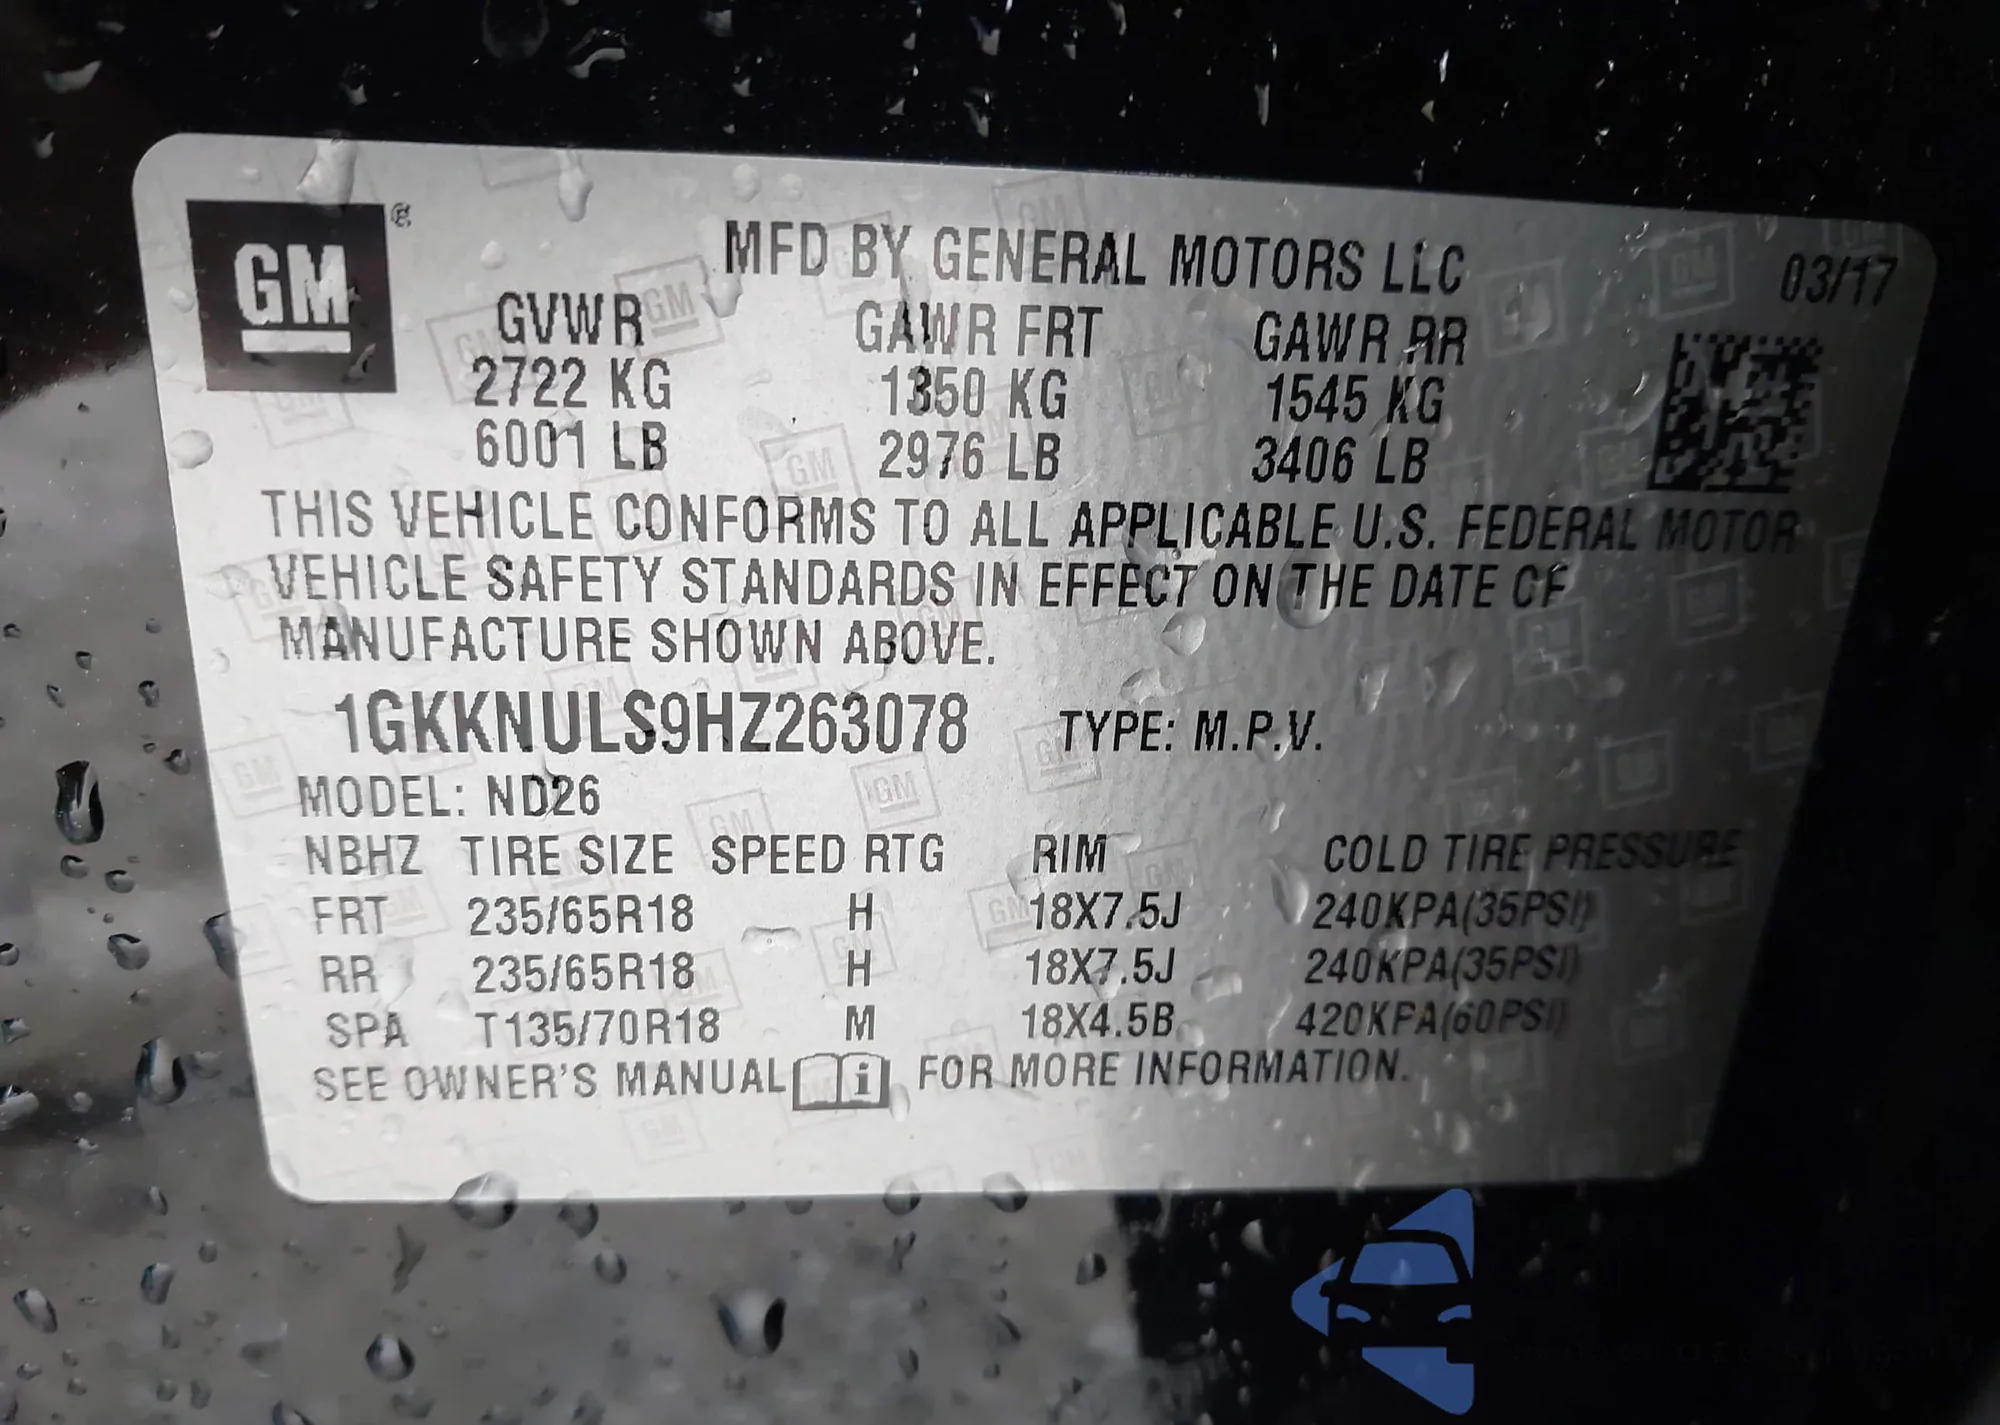 GM ®
MFD BY GENERAL MOTORS LLC 03/17
GVWR GAWR FRT GAWR RR
2722 KG 1350 KG 1545 KG
6001 LB 2976 LB 3406 LB
THIS VEHICLE CONFORMS TO ALL APPLICABLE U.S. FEDERAL MOTOR
VEHICLE SAFETY STANDARDS IN EFFECT ON THE DATE OF
MANUFACTURE SHOWN ABOVE.
1GKKNULS9HZ263078 TYPE: M.P.V.
MODEL: ND26
NBHZ TIRE SIZE SPEED RTG RIM COLD TIRE PRESSURE
FRT 235/65R18 H 18X7.5J 240KPA(35PSI)
RR 235/65R18 H 18X7.5J 240KPA(35PSI)
SPA T135/70R18 M 18X4.5B 420KPA(60PSI)
SEE OWNER'S MANUAL i FOR MORE INFORMATION.